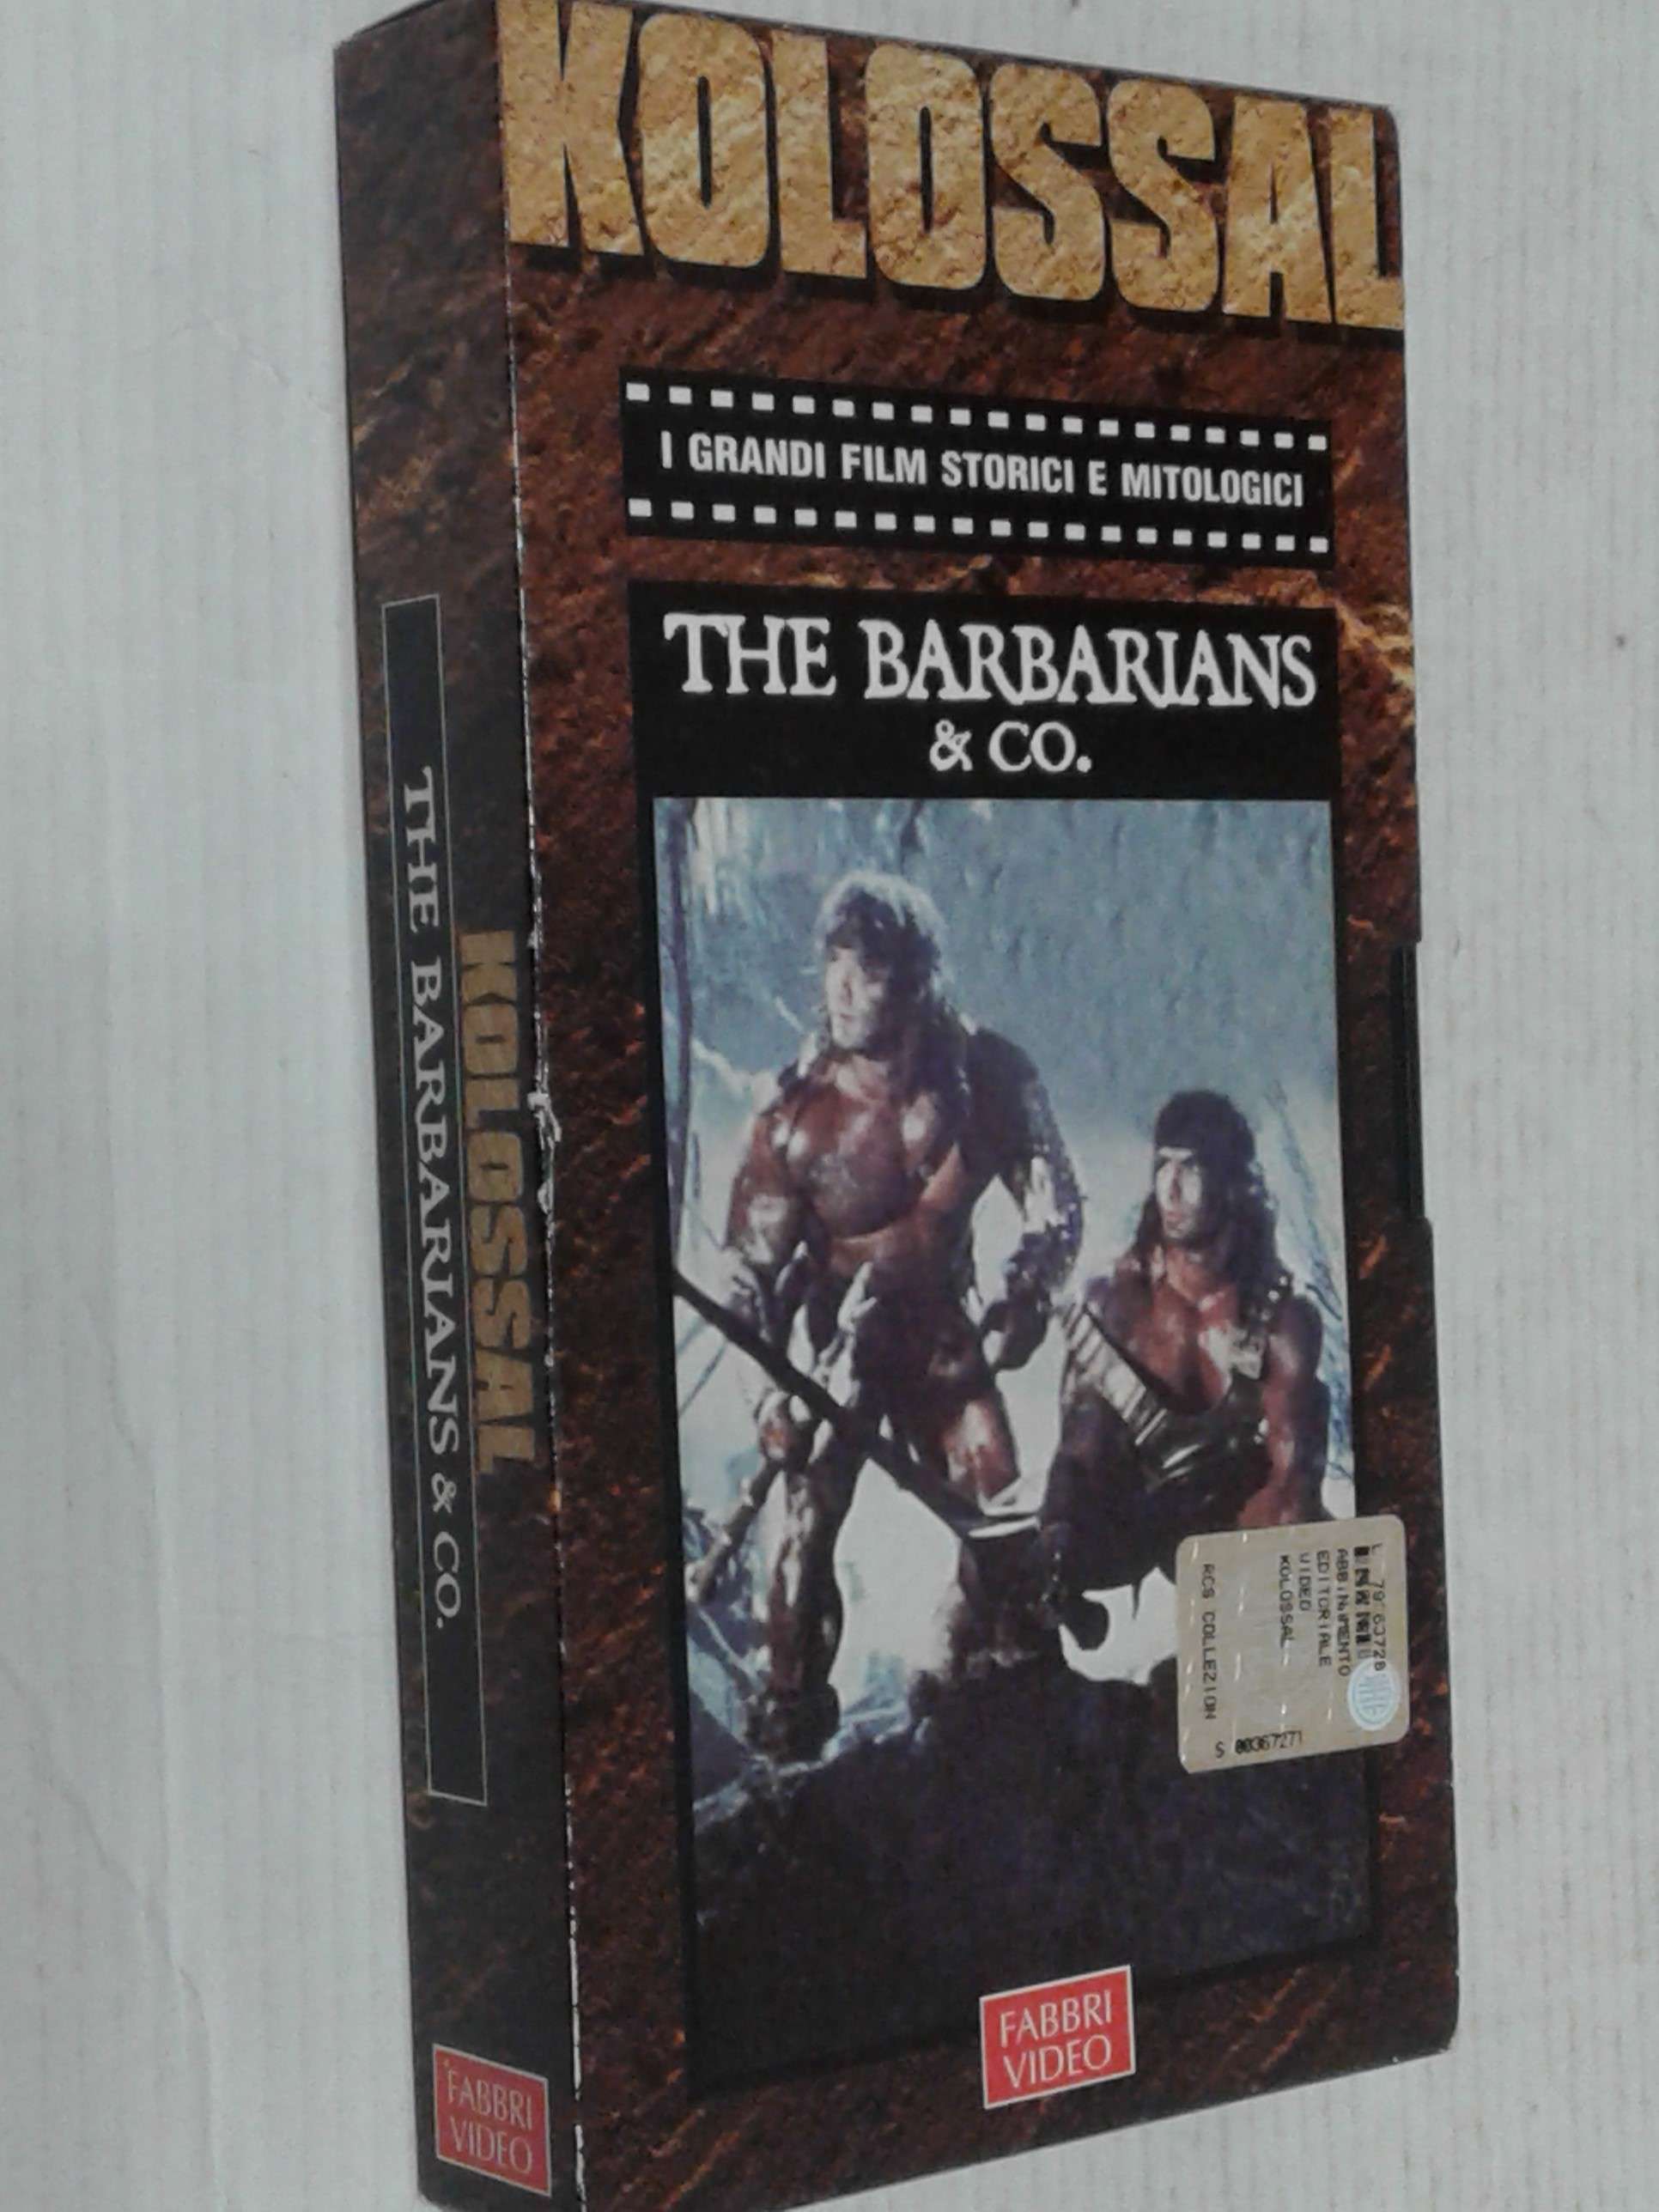 KOLOSSAL
I GRANDI FILM STORICI E MITOLOGICI
THE BARBARIANS
& CO.
ABBINAMENTO
EDITORIALE
VIDEO
KOLOSSAL
RCS COLLEZION
FABBRI
VIDEO
KOLOSSAL
THE BARBARIANS & CO.
FABBRI
VIDEO